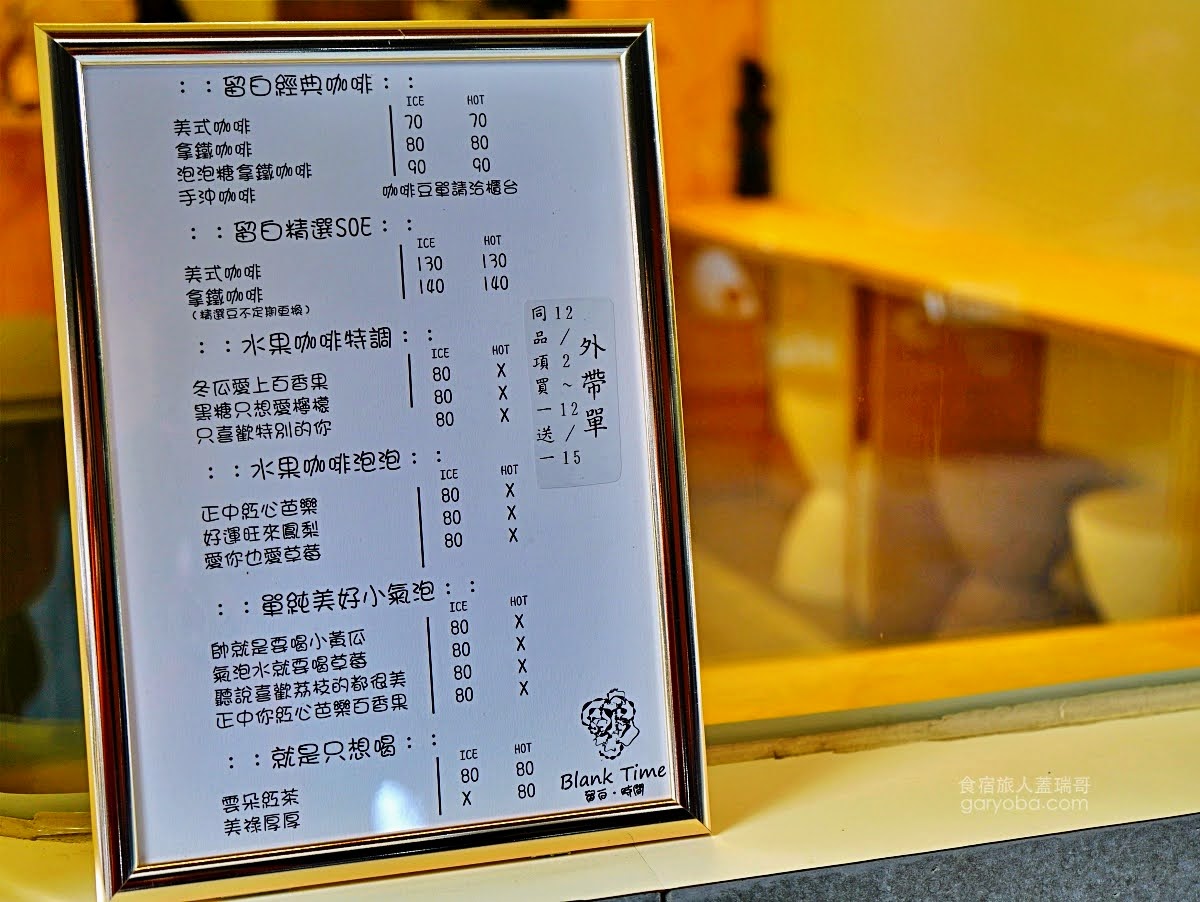 ：：留白經典咖啡：：
ICE HOT
美式咖啡 70 70
拿鐵咖啡 80 80
泡泡糖拿鐵咖啡 90 90
手沖咖啡 咖啡豆單請洽櫃台
：：留白精選SOE：：
ICE HOT
美式咖啡 130 130
拿鐵咖啡 140 140
(精選豆不定期更換)
：：水果咖啡特調：：
ICE HOT
冬瓜愛上百香果 80 X
黑糖只想愛檸檬 80 X
只喜歡特別的你 80 X
：：水果咖啡泡泡：：
ICE HOT
正中紅心芭樂 80 X
好運旺來鳳梨 80 X
愛你也愛草莓 80 X
：：單純美好小氣泡：：
ICE HOT
帥就是要喝小黃瓜 80 X
氣泡水就要喝草莓 80 X
聽說喜歡荔枝的都很美 80 X
正中你紅心芭樂百香果 80 X
：：就是只想喝：：
ICE HOT
雲朵紅茶 80 80
美祿厚厚 X 80
外帶單
12/2~12/15
同品項買一送一
Blank Time
留白·時間
食宿旅人蓋瑞哥
garyoba.com